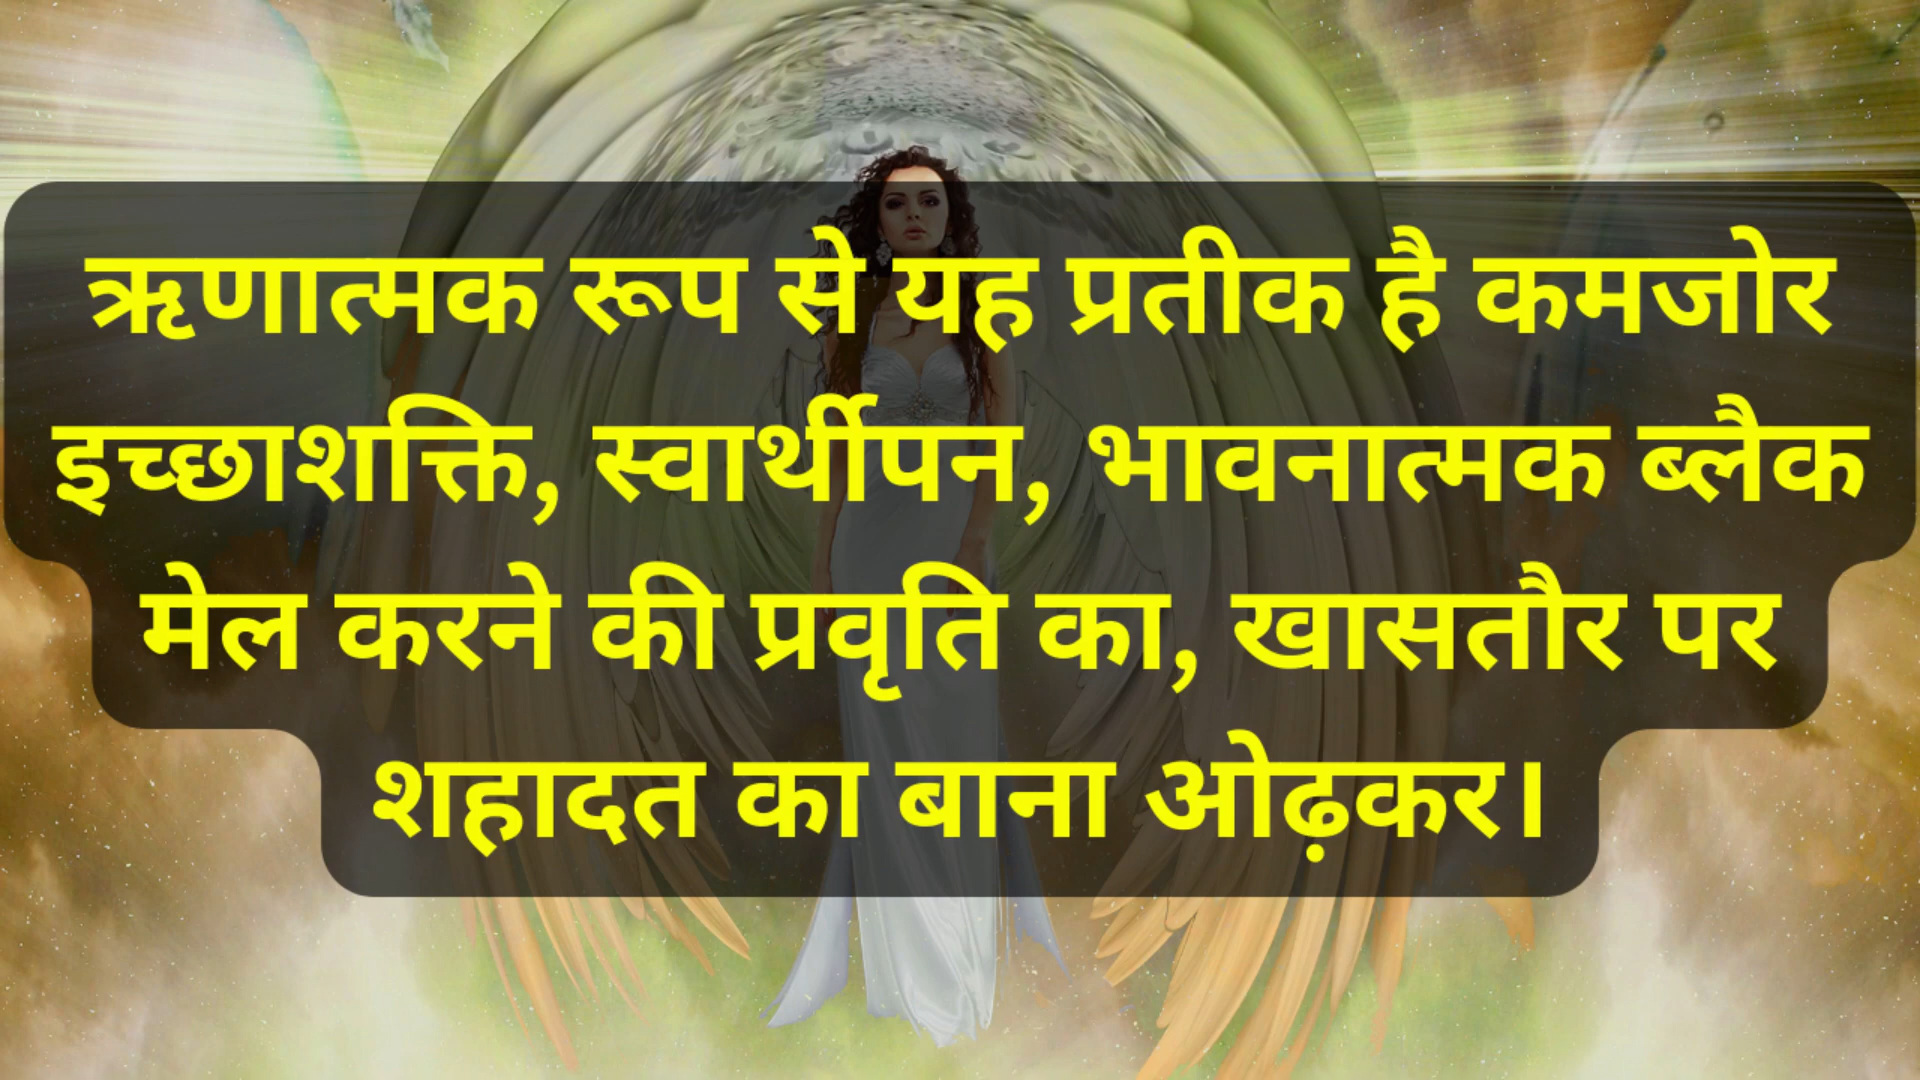 ऋणात्मक रूप से यह प्रतीक है कमजोर
इच्छाशक्ति, स्वार्थीपन, भावनात्मक ब्लैक
मेल करने की प्रवृति का, खासतौर पर
शहादत का बाना ओढ़कर।